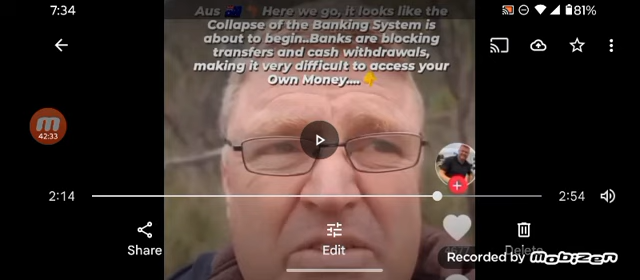 7:34
81%
Aus 🇦🇺 Here we go, it looks like the
Collapse of the Banking System is
about to begin..Banks are blocking
transfers and cash withdrawals,
making it very difficult to access your
Own Money.... 👇
m
42:33
2:14
2:54
Share
Edit
Delete
Recorded by mobizen